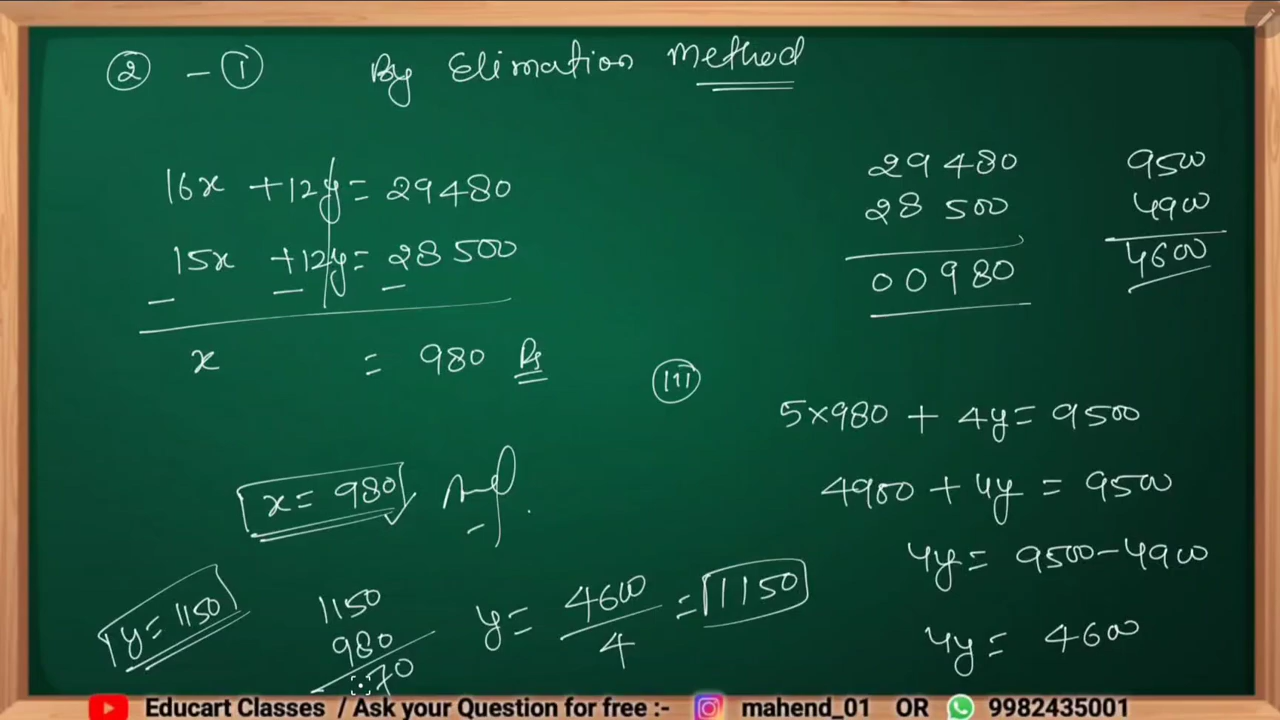 ② - ① By Elimation Method
16x + 12y = 29480
15x + 12y = 28500
x = 980 Rs
x = 980 Ans
y = 1150
1150
980
70
29480
28500
00980
9500
4900
4600
III
5×980 + 4y = 9500
4900 + 4y = 9500
4y = 9500 - 4900
4y = 4600
y = 4600/4 = 1150
Educart Classes / Ask your Question for free :- mahend_01 OR 9982435001